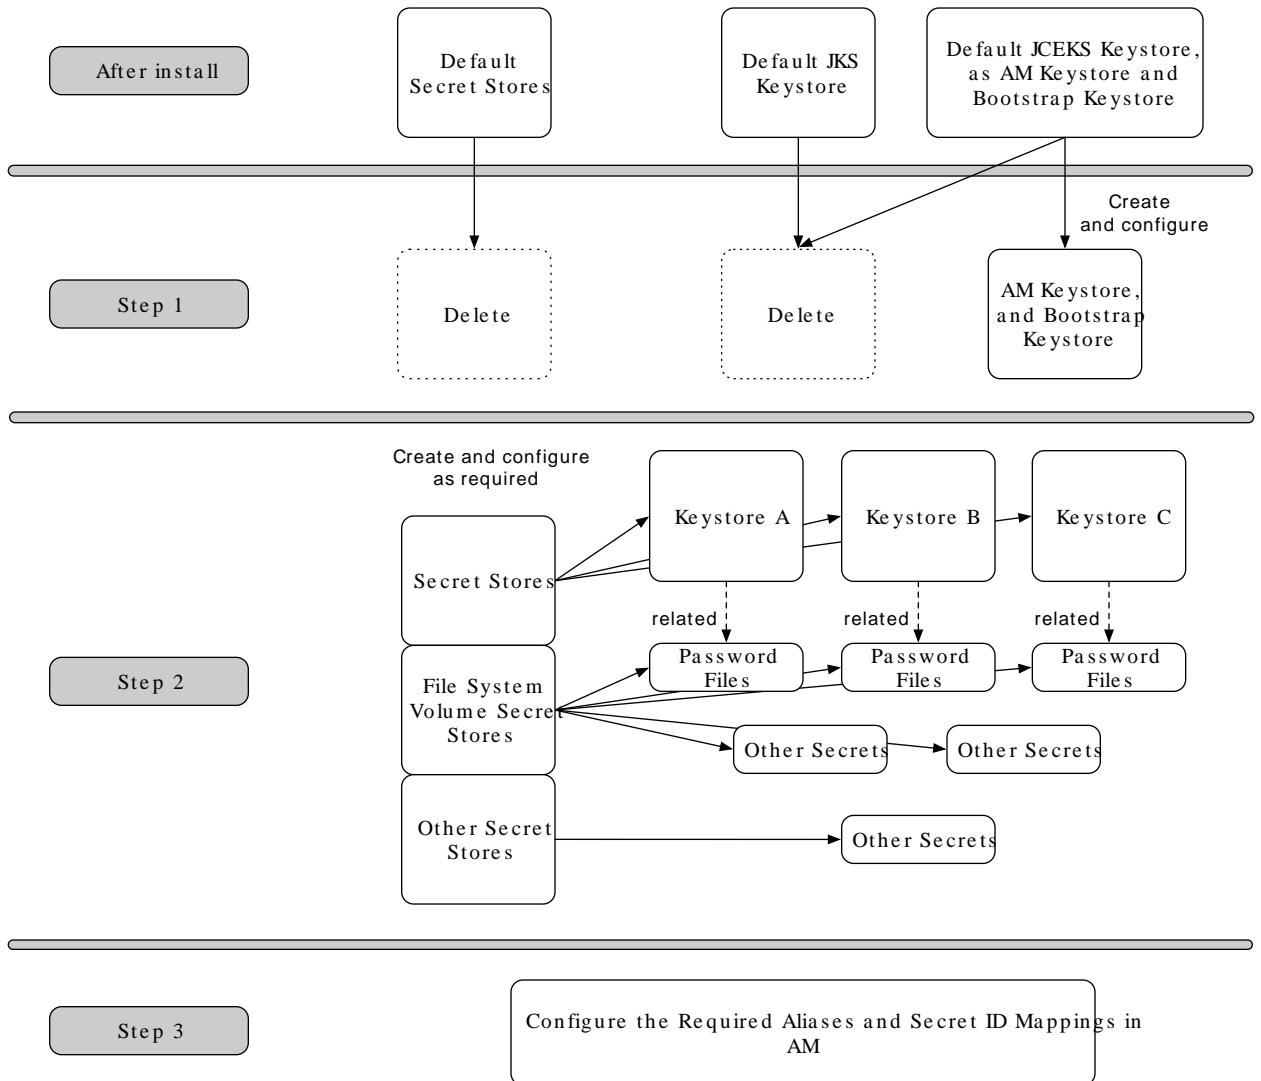 After install
Default
Secret Stores
Default JKS
Keystore
Default JCEKS Keystore,
as AM Keystore and
Bootstrap Keystore
Create
and configure
Step 1
Delete
Delete
AM Keystore,
and Bootstrap
Keystore
Create and configure
as required
Keystore A
Keystore B
Keystore C
Secret Stores
related
related
related
Step 2
File System
Volume Secret
Stores
Password
Files
Password
Files
Password
Files
Other Secrets
Other Secrets
Other Secret
Stores
Other Secrets
Step 3
Configure the Required Aliases and Secret ID Mappings in
AM